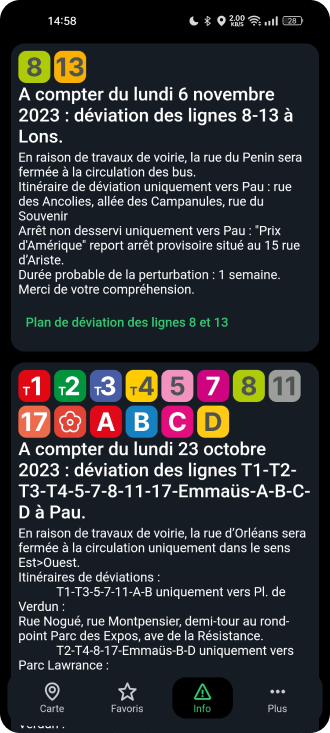 14:58
2.00
KB/S
28
8 13
A compter du lundi 6 novembre
2023 : déviation des lignes 8-13 à
Lons.
En raison de travaux de voirie, la rue du Penin sera
fermée à la circulation des bus.
Itinéraire de déviation uniquement vers Pau : rue
des Ancolies, allée des Campanules, rue du
Souvenir
Arrêt non desservi uniquement vers Pau : "Prix
d'Amérique" report arrêt provisoire situé au 15 rue
d'Ariste.
Durée probable de la perturbation : 1 semaine.
Merci de votre compréhension.
Plan de déviation des lignes 8 et 13
T1 T2 T3 T4 5 7 8 11
17 A B C D
A compter du lundi 23 octobre
2023 : déviation des lignes T1-T2-
T3-T4-5-7-8-11-17-Emmaüs-A-B-C-
D à Pau.
En raison de travaux de voirie, la rue d'Orléans sera
fermée à la circulation uniquement dans le sens
Est>Ouest.
Itinéraires de déviations :
T1-T3-5-7-11-A-B uniquement vers Pl. de
Verdun :
Rue Nogué, rue Montpensier, demi-tour au rond-
point Parc des Expos, ave de la Résistance.
T2-T4-8-17-Emmaüs-B-D uniquement vers
Parc Lawrance :
Carte Favoris Info Plus
Verdun :